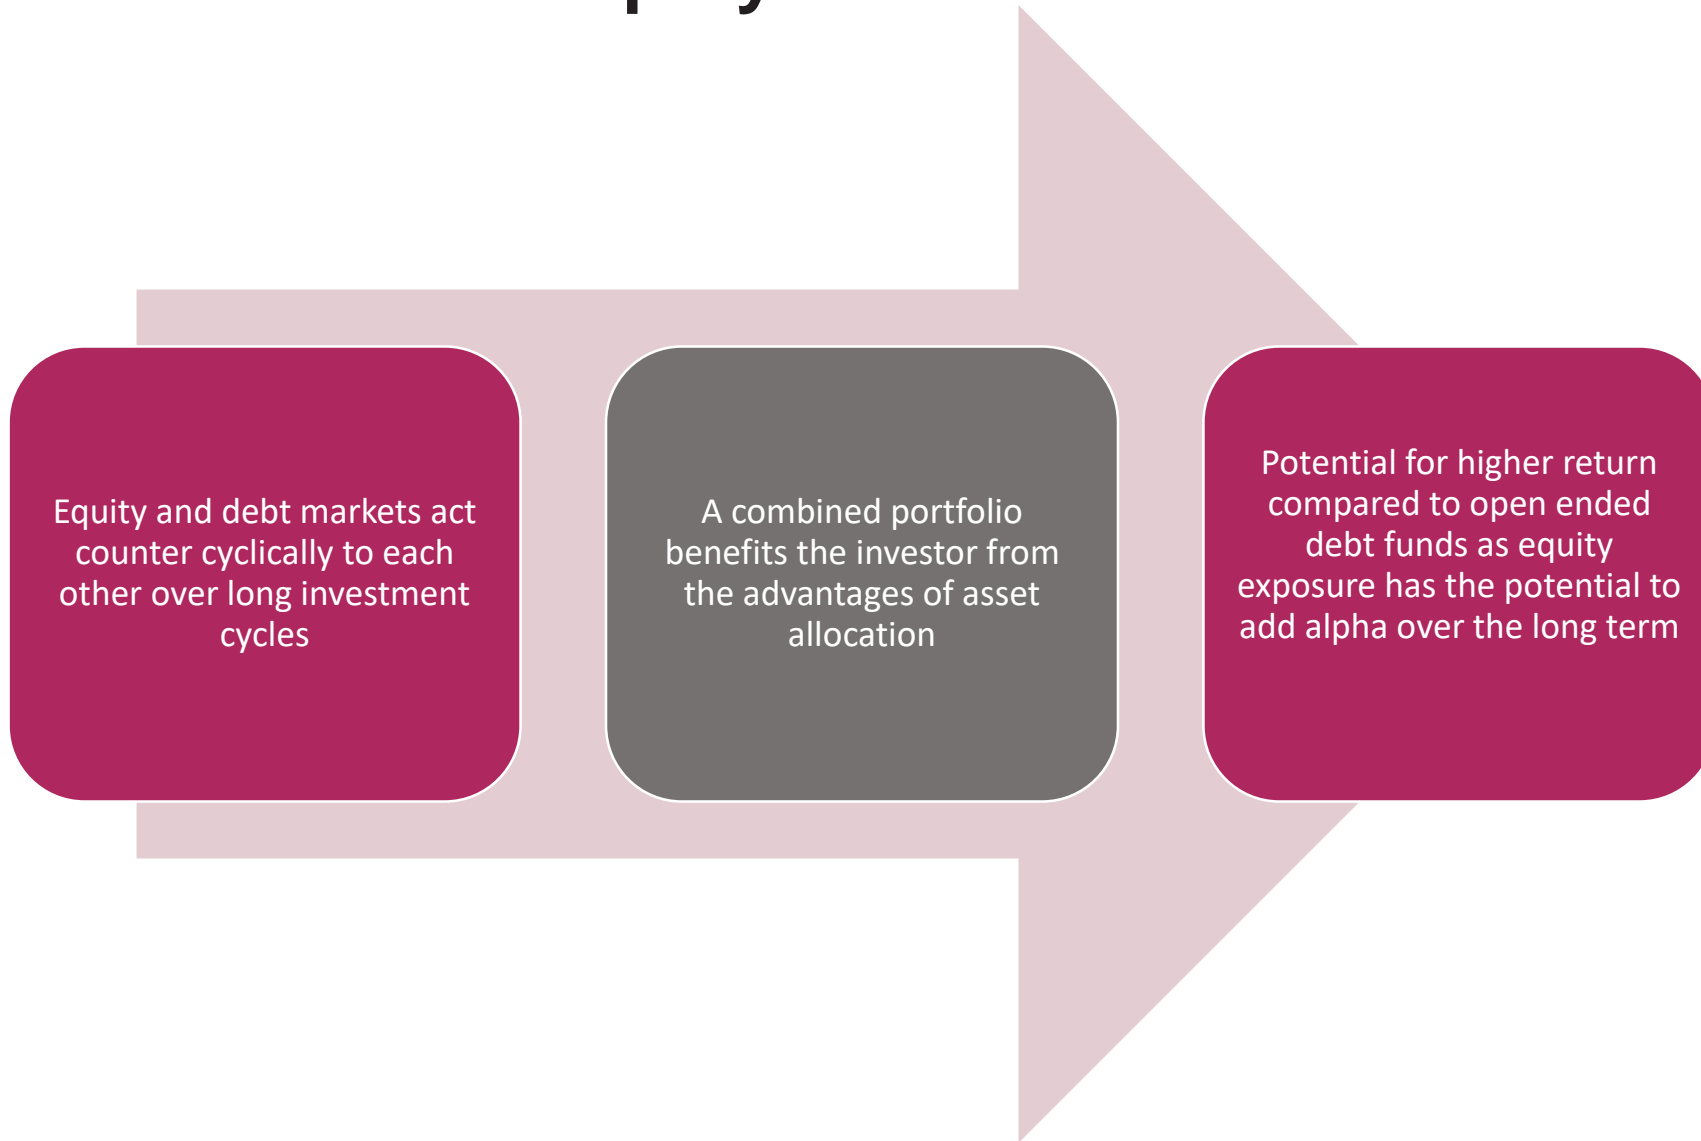 Equity and debt markets act
counter cyclically to each
other over long investment
cycles
A combined portfolio
benefits the investor from
the advantages of asset
allocation
Potential for higher return
compared to open ended
debt funds as equity
exposure has the potential to
add alpha over the long term